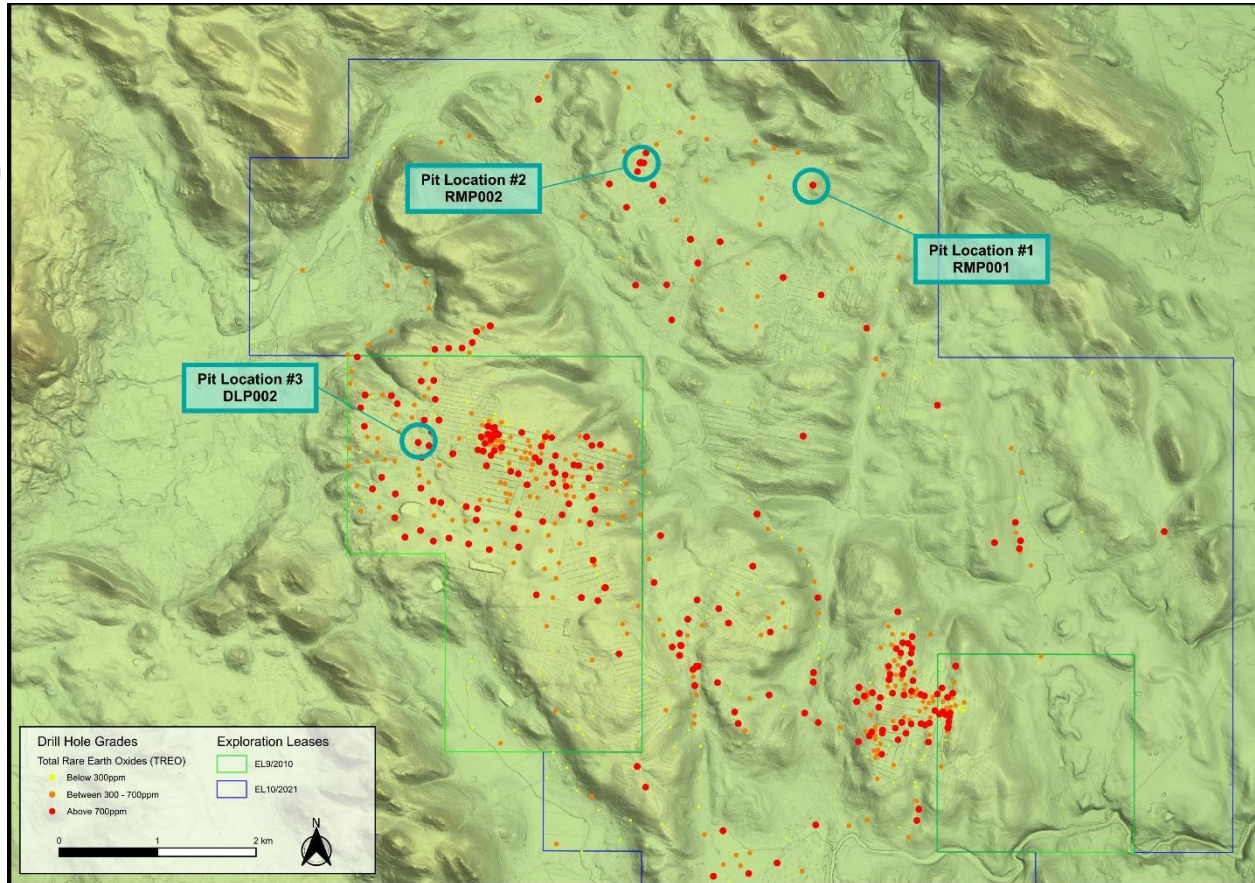 Pit Location #2
RMP002
Pit Location #1
RMP001
Pit Location #3
DLP002
Drill Hole Grades
Total Rare Earth Oxides (TREO)
Below 300ppm
Between 300 - 700ppm
Above 700ppm
Exploration Leases
EL9/2010
EL10/2021
0 1 2 km
N